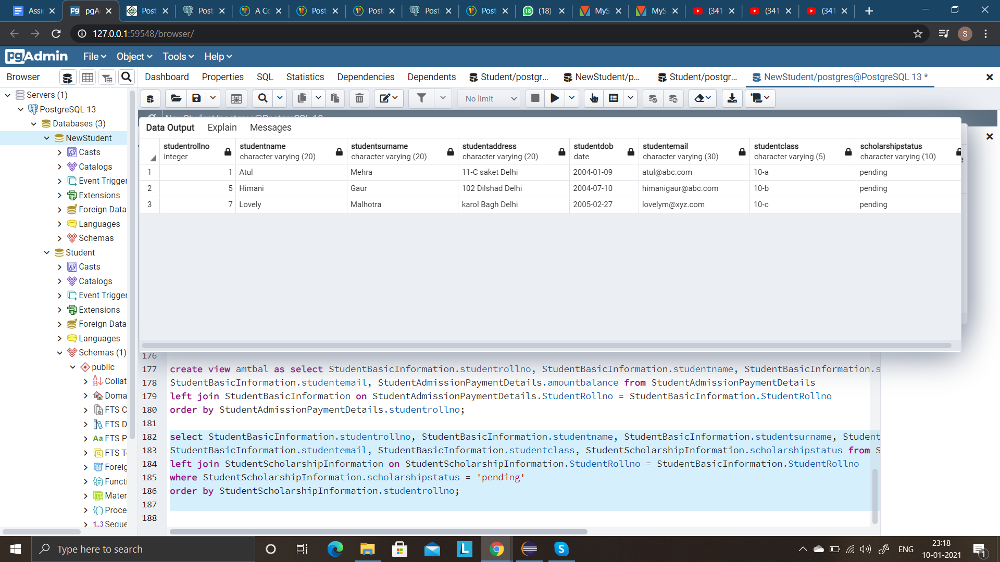 Assi
pgA
Post
Post
A Co
Post
Post
Post
Post
18 (18)
MyS
MyS
(341
(341
(341
127.0.0.1:59548/browser/
S
pgAdmin
File
Object
Tools
Help
Browser
Dashboard
Properties
SQL
Statistics
Dependencies
Dependents
Student/postgr...
NewStudent/p...
Student/postgr...
NewStudent/postgres@PostgreSQL 13 *
No limit
Servers (1)
PostgreSQL 13
Databases (3)
NewStudent
Casts
Catalogs
Event Trigger
Extensions
Foreign Data
Languages
Schemas
Student
Casts
Catalogs
Event Trigger
Extensions
Foreign Data
Languages
Schemas (1)
public
Collat
Doma
FTS C
FTS D
Aa FTS P
FTS T
Foreig
Functi
Mater
Proce
1..3 Seque
NewStudent/postgres@PostgreSQL 13
Data Output Explain Messages
studentrollno studentname studentsurname studentaddress studentdob studentemail studentclass scholarshipstatus
integer character varying (20) character varying (20) character varying (20) date character varying (30) character varying (5) character varying (10)
1 1 Atul Mehra 11-C saket Delhi 2004-01-09 atul@abc.com 10-a pending
2 5 Himani Gaur 102 Dilshad Delhi 2004-07-10 himanigaur@abc.com 10-b pending
3 7 Lovely Malhotra karol Bagh Delhi 2005-02-27 lovelym@xyz.com 10-c pending
176
177 create view amtbal as select StudentBasicInformation.studentrollno, StudentBasicInformation.studentname, StudentBasicInformation.s
178 StudentBasicInformation.studentemail, StudentAdmissionPaymentDetails.amountbalance from StudentAdmissionPaymentDetails
179 left join StudentBasicInformation on StudentAdmissionPaymentDetails.StudentRollno = StudentBasicInformation.StudentRollno
180 order by StudentAdmissionPaymentDetails.studentrollno;
181
182 select StudentBasicInformation.studentrollno, StudentBasicInformation.studentname, StudentBasicInformation.studentsurname, Student
183 StudentBasicInformation.studentemail, StudentBasicInformation.studentclass, StudentScholarshipInformation.scholarshipstatus from S
184 left join StudentScholarshipInformation on StudentScholarshipInformation.StudentRollno = StudentBasicInformation.StudentRollno
185 where StudentScholarshipInformation.scholarshipstatus = 'pending'
186 order by StudentScholarshipInformation.studentrollno;
187
188
Type here to search
L
S
ENG
23:18
10-01-2021
1